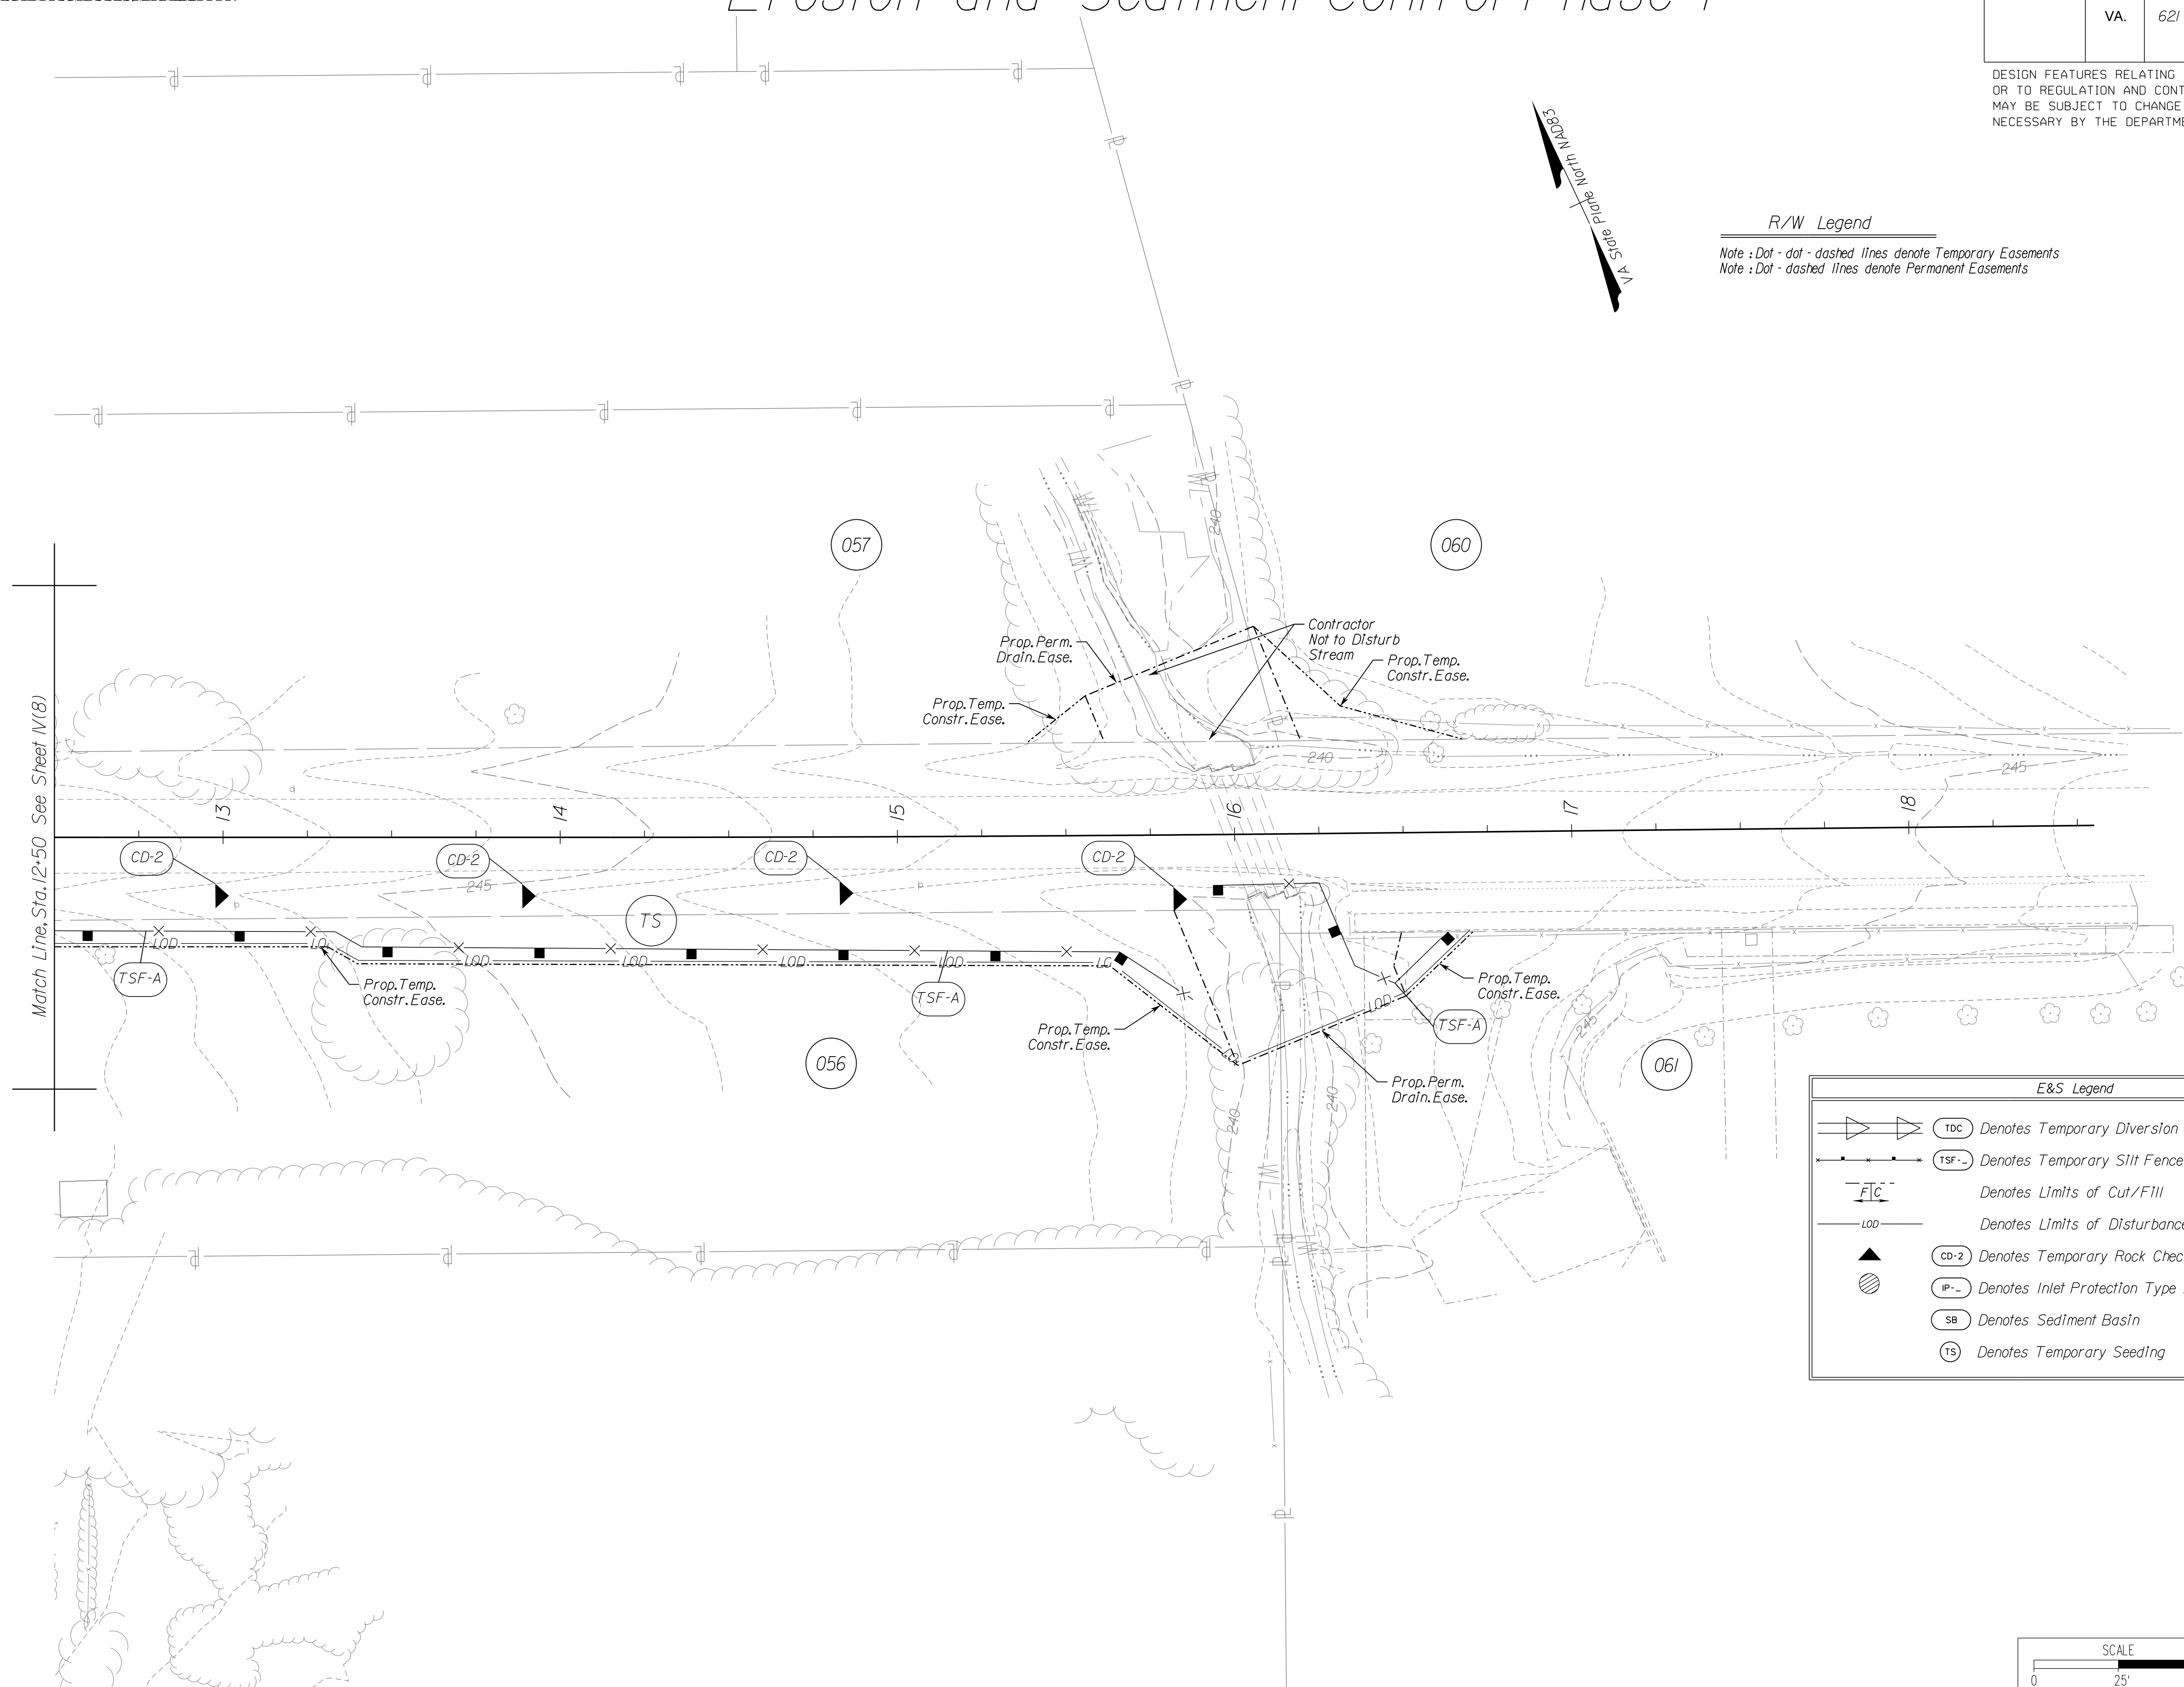 Erosion and Sediment Control Phase I
VA.
621
DESIGN FEATURES RELATING
OR TO REGULATION AND CONT
MAY BE SUBJECT TO CHANGE
NECESSARY BY THE DEPARTME
VA State Plane North NAD83
R/W Legend
Note : Dot - dot - dashed lines denote Temporary Easements
Note : Dot - dashed lines denote Permanent Easements
Match Line, Sta. 12+50 See Sheet IV(8)
057
060
240
Contractor
Not to Disturb
Stream
Prop. Perm.
Drain. Ease.
Prop. Temp.
Constr. Ease.
Prop. Temp.
Constr. Ease.
240
245
13
14
15
16
17
18
CD-2
CD-2
CD-2
CD-2
245
TS
LOD
LOD
LOD
LOD
LOD
LOD
TSF-A
TSF-A
TSF-A
Prop. Temp.
Constr. Ease.
Prop. Temp.
Constr. Ease.
Prop. Temp.
Constr. Ease.
Prop. Perm.
Drain. Ease.
245
056
061
240
240
E&S Legend
TDC Denotes Temporary Diversion
TSF-_ Denotes Temporary Silt Fence
F C Denotes Limits of Cut/Fill
LOD Denotes Limits of Disturbance
CD-2 Denotes Temporary Rock Chec
IP-_ Denotes Inlet Protection Type
SB Denotes Sediment Basin
TS Denotes Temporary Seeding
SCALE
0 25'